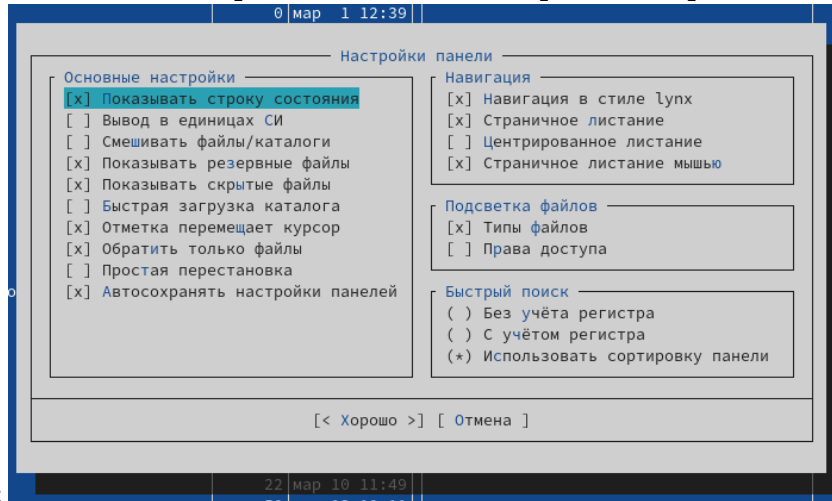 0 мар 1 12:39
Настройки панели
Основные настройки
[x] Показывать строку состояния
[ ] Вывод в единицах СИ
[ ] Смешивать файлы/каталоги
[x] Показывать резервные файлы
[x] Показывать скрытые файлы
[ ] Быстрая загрузка каталога
[x] Отметка перемещает курсор
[x] Обратить только файлы
[ ] Простая перестановка
[x] Автосохранять настройки панелей
Навигация
[x] Навигация в стиле lynx
[x] Страничное листание
[ ] Центрированное листание
[x] Страничное листание мышью
Подсветка файлов
[x] Типы файлов
[ ] Права доступа
Быстрый поиск
( ) Без учёта регистра
( ) С учётом регистра
(*) Использовать сортировку панели
[< Хорошо >] [ Отмена ]
22 мар 10 11:49